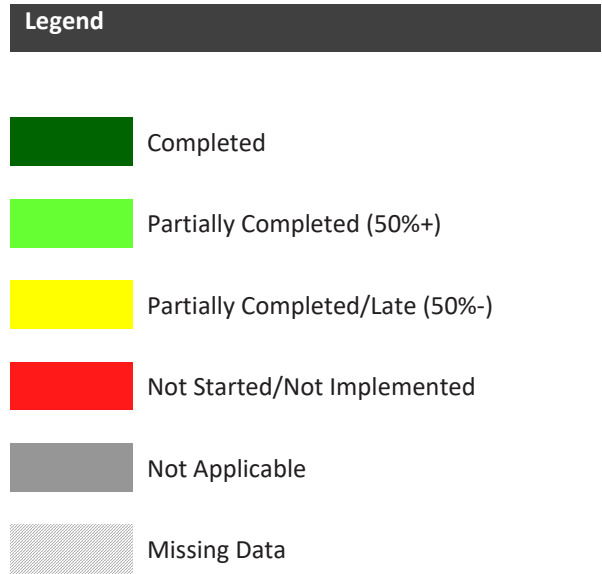 Legend
Completed
Partially Completed (50%+)
Partially Completed/Late (50%-)
Not Started/Not Implemented
Not Applicable
Missing Data